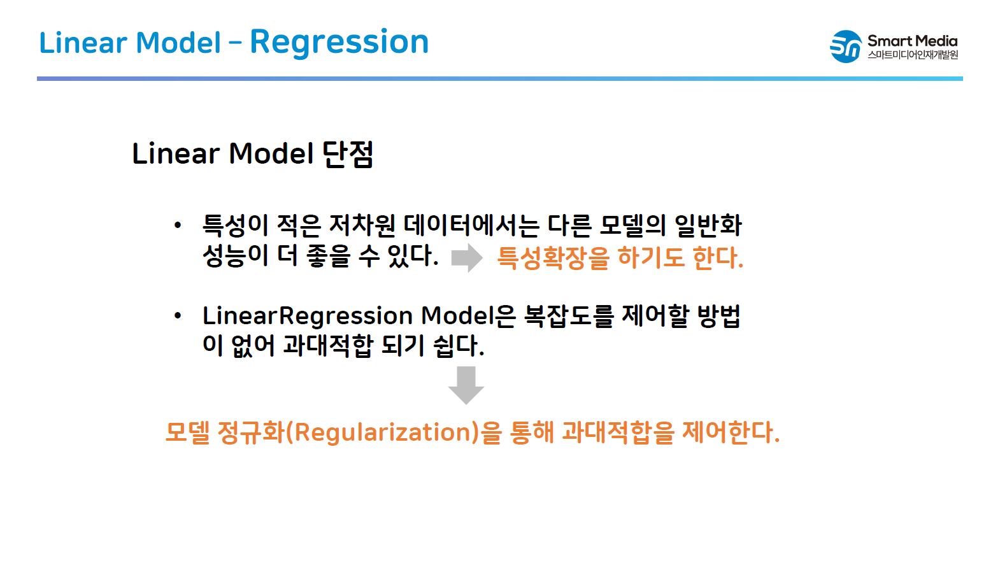 Linear Model – Regression
Smart Media
스마트미디어인재개발원
Linear Model 단점
• 특성이 적은 저차원 데이터에서는 다른 모델의 일반화
성능이 더 좋을 수 있다. 특성확장을 하기도 한다.
• LinearRegression Model은 복잡도를 제어할 방법
이 없어 과대적합 되기 쉽다.
모델 정규화(Regularization)을 통해 과대적합을 제어한다.